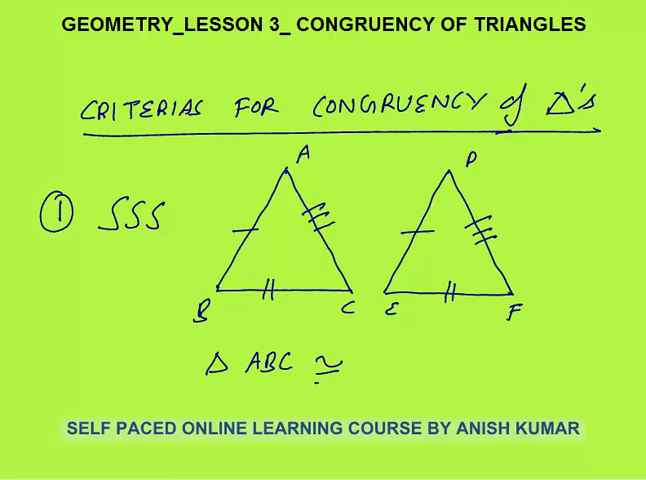 GEOMETRY_LESSON 3_ CONGRUENCY OF TRIANGLES
CRITERIAS FOR CONGRUENCY of Δ's
A D
① SSS
B C E F
Δ ABC ≅
SELF PACED ONLINE LEARNING COURSE BY ANISH KUMAR